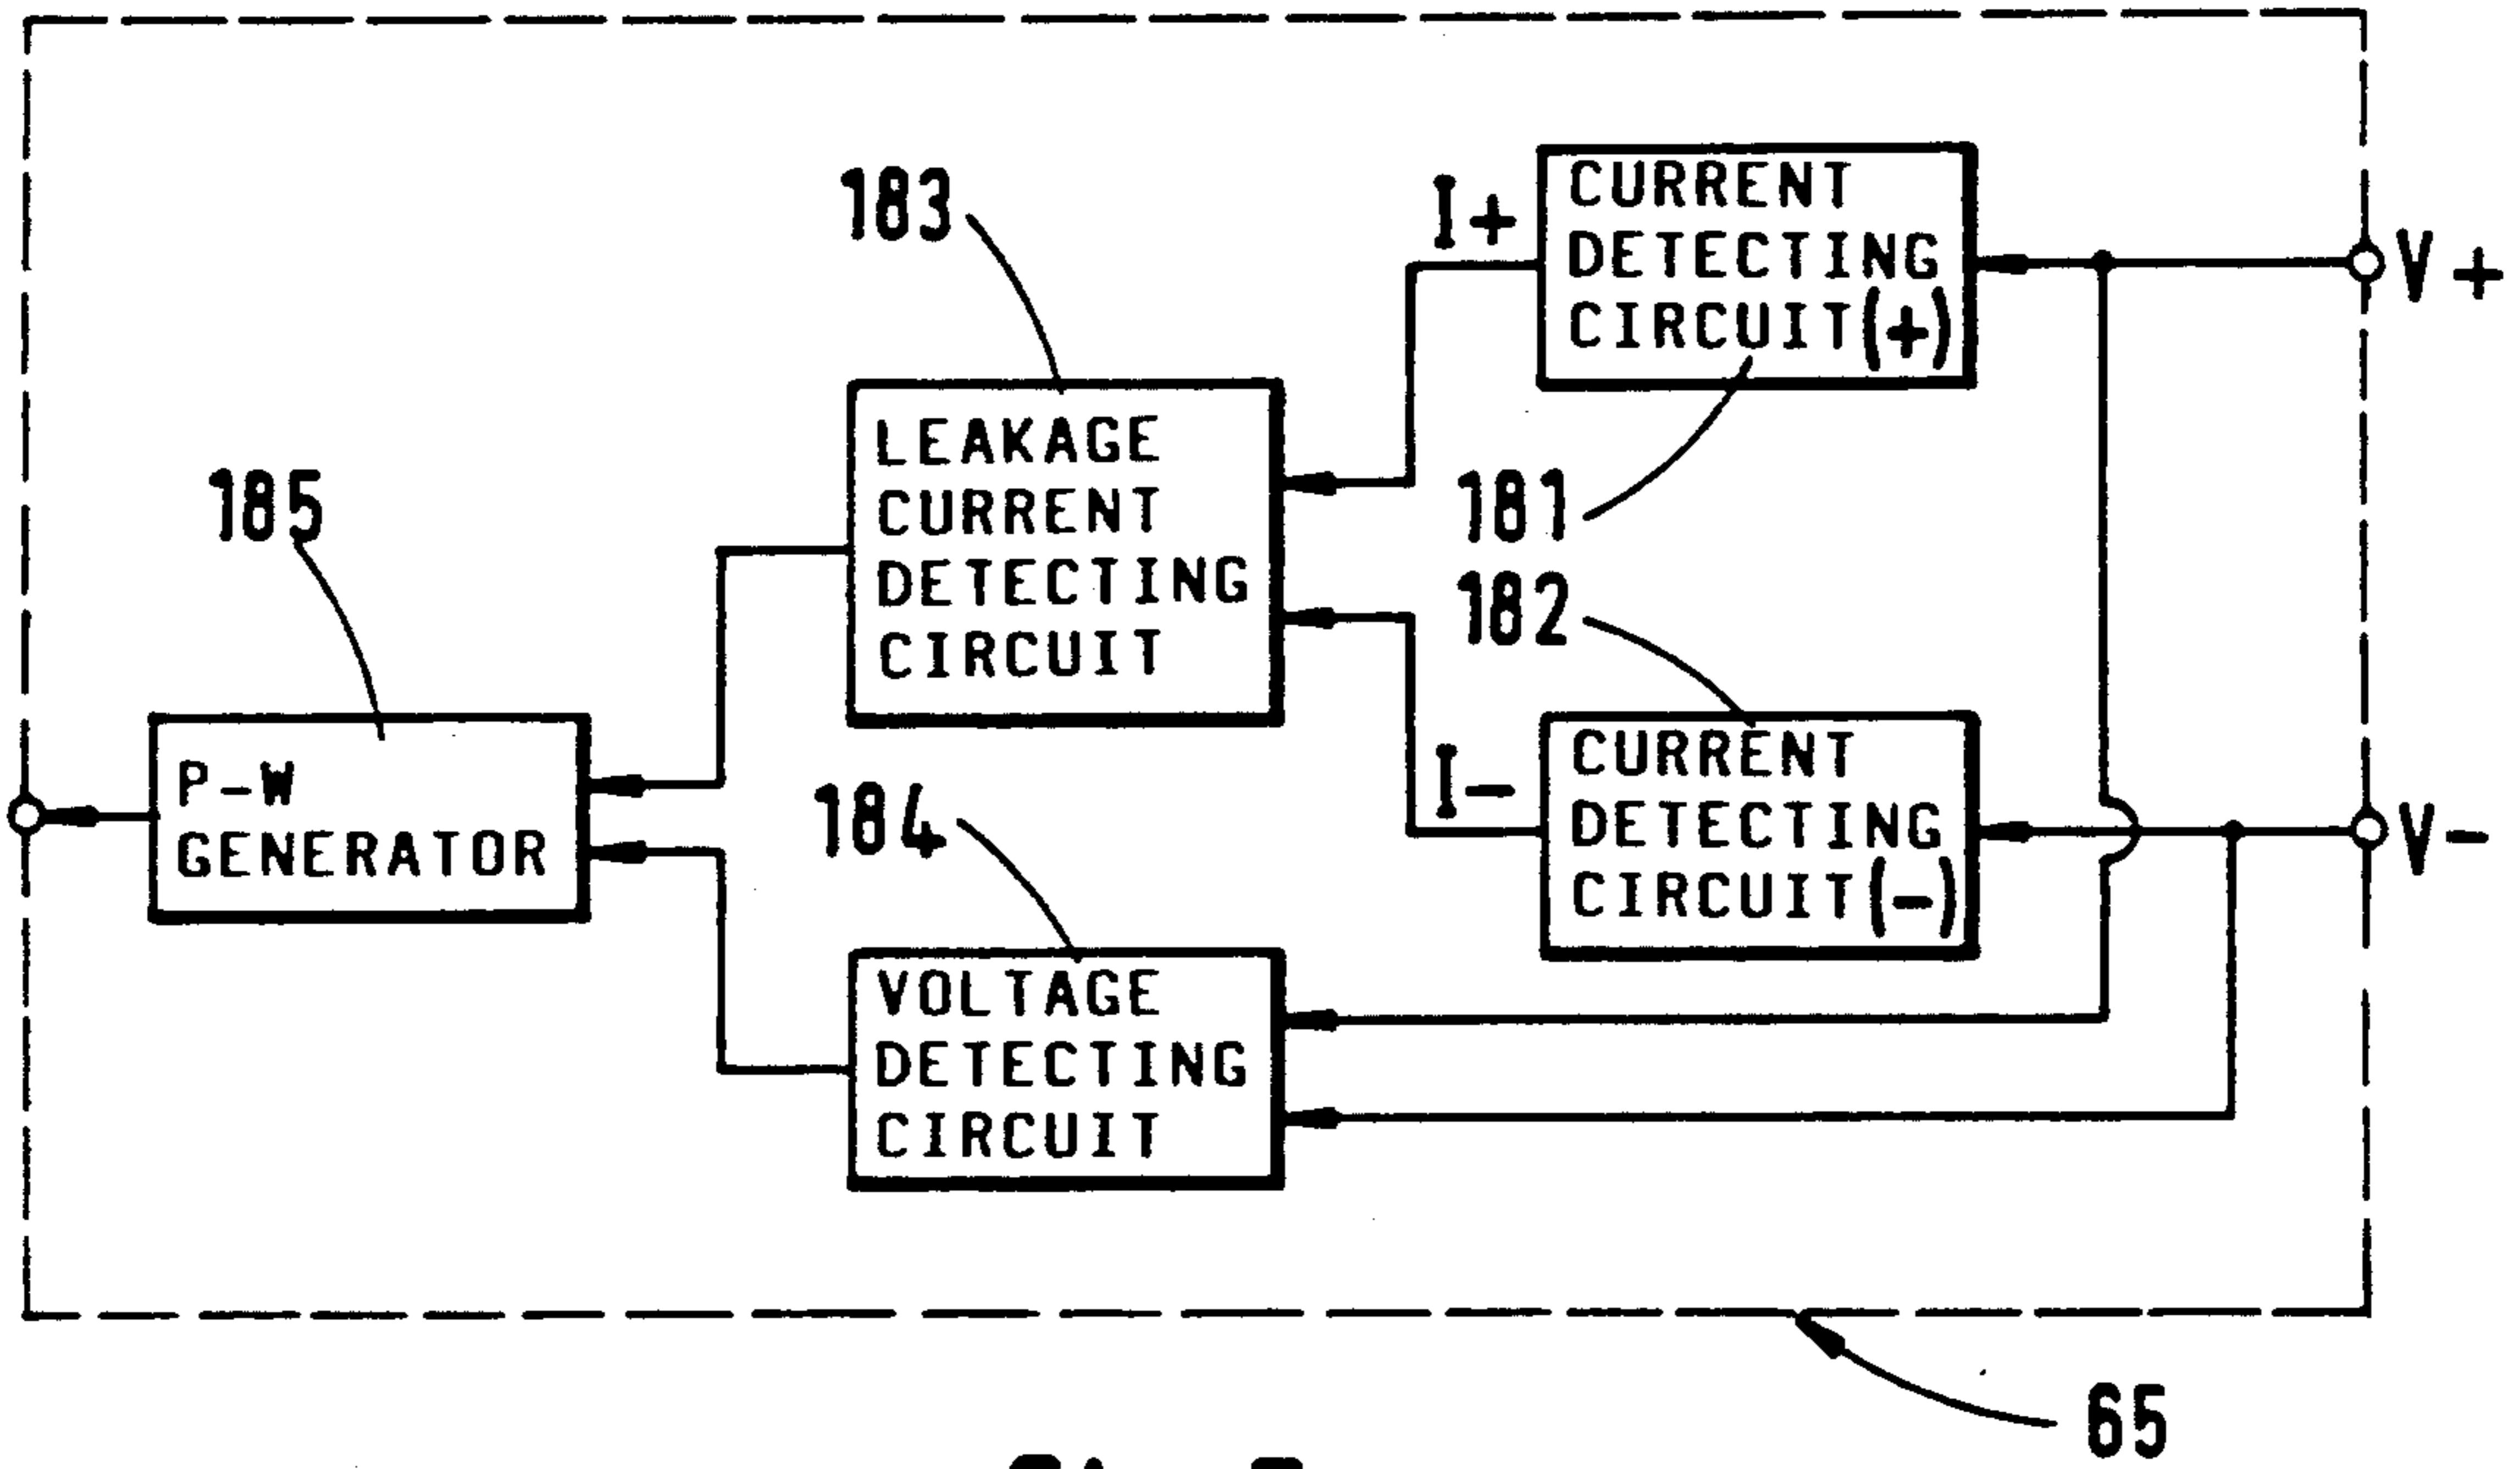 183
I+
CURRENT
DETECTING
CIRCUIT(+)
V+
185
LEAKAGE
CURRENT
DETECTING
CIRCUIT
181
182
P-W
GENERATOR
184
I-
CURRENT
DETECTING
CIRCUIT(-)
V-
VOLTAGE
DETECTING
CIRCUIT
65